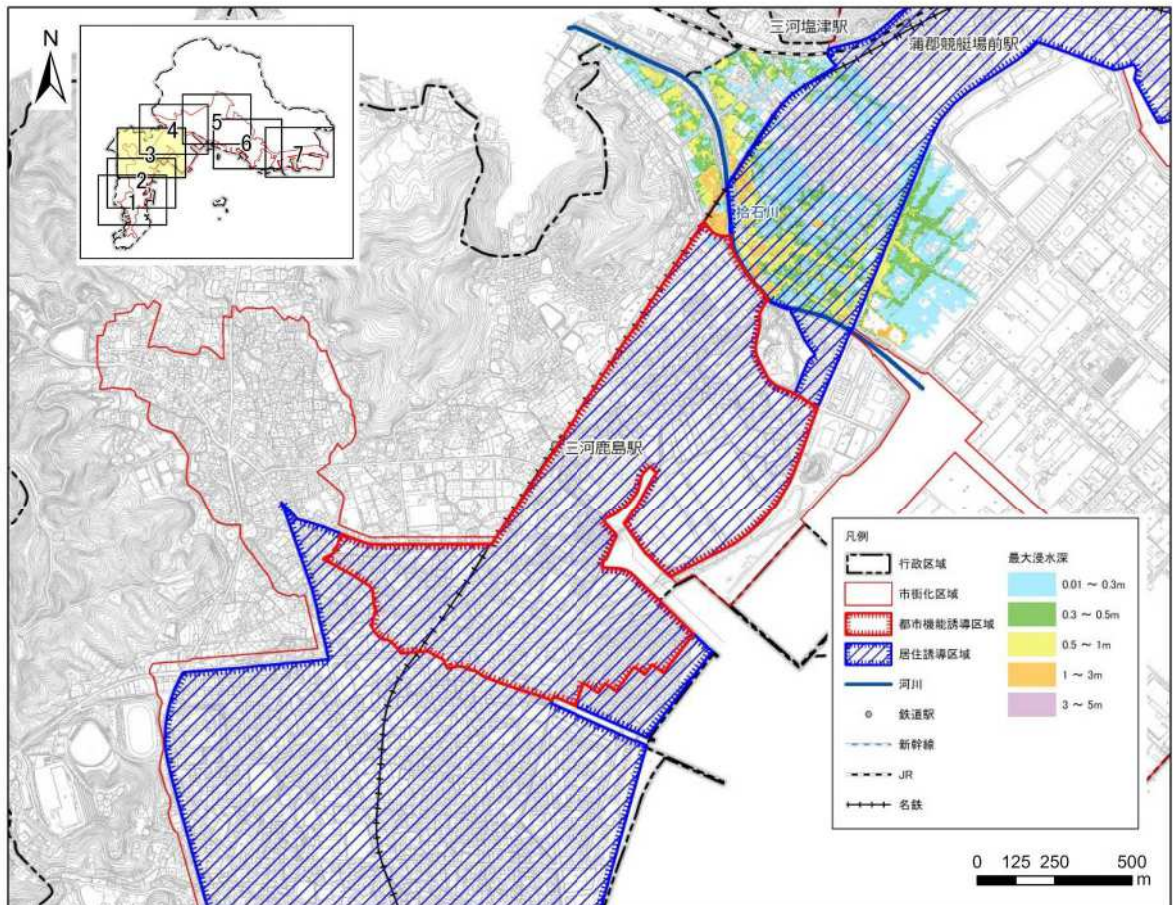 N
1
2
3
4
5
6
7
三河塩津駅
蒲郡競艇場前駅
拾石川
三河鹿島駅
凡例
行政区域
市街化区域
都市機能誘導区域
居住誘導区域
河川
鉄道駅
新幹線
JR
名鉄
最大浸水深
0.01 ～ 0.3m
0.3 ～ 0.5m
0.5 ～ 1m
1 ～ 3m
3 ～ 5m
0 125 250 500
m